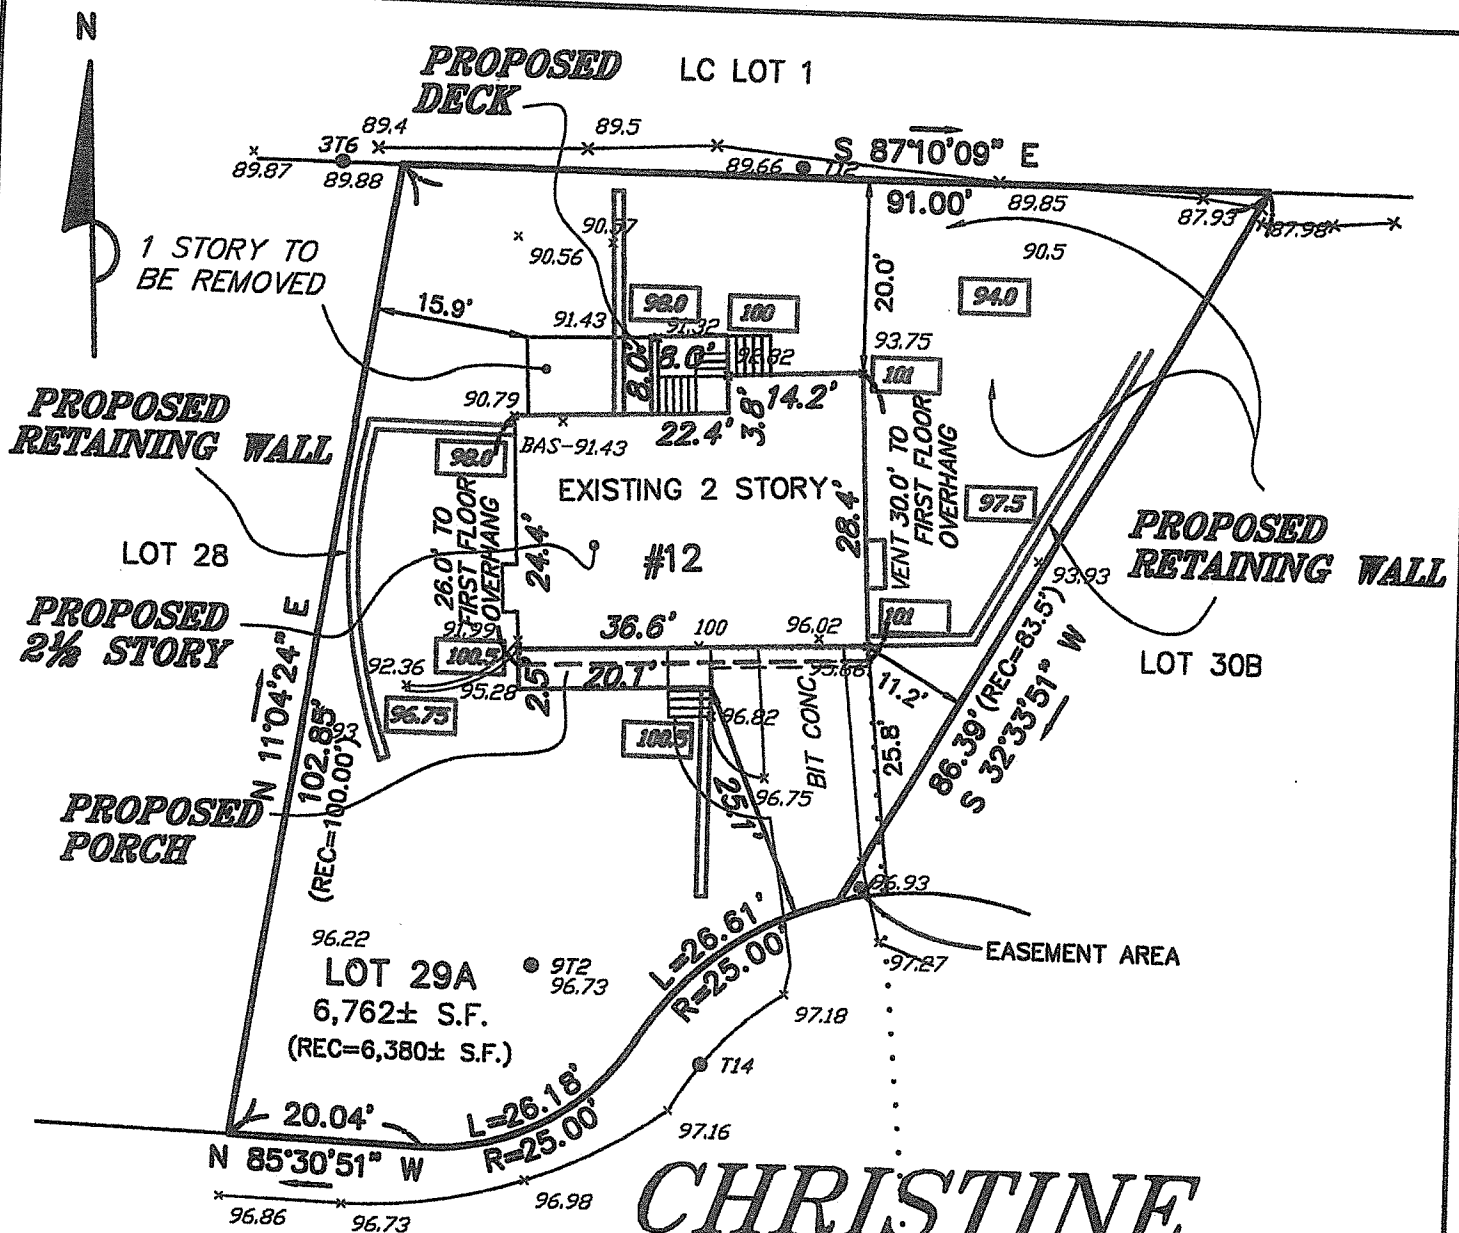 N
PROPOSED
DECK
LC LOT 1
89.4
89.5
S 87°10'09" E
3T6
89.87
89.88
89.66
T12
91.00'
89.85
87.93
87.98
90.57
90.56
90.5
1 STORY TO
BE REMOVED
15.9'
20.0'
98.0
100
94.0
91.43
91.32
92.82
93.75
8.0'
8.0'
101
14.2'
3.8'
PROPOSED
RETAINING WALL
90.79
22.4'
BAS-91.43
98.0
EXISTING 2 STORY
VENT 30.0' TO
FIRST FLOOR
OVERHANG
97.5
PROPOSED
RETAINING WALL
26.0' TO
FIRST FLOOR
OVERHANG
24.4'
28.4'
#12
LOT 28
93.93
PROPOSED
2½ STORY
101
91.99
36.6'
100
96.02
LOT 30B
100.5
92.36
95.28
2.5'
20.1'
95.66
11.2'
96.75
93
96.82
100.5
BIT CONC.
25.8'
86.39' (REC=83.5')
S 32°33'51" W
N 11°04'24" E
102.85'
(REC=100.00')
25.1'
96.75
PROPOSED
PORCH
86.93
EASEMENT AREA
96.22
L=26.61'
R=25.00'
97.27
LOT 29A
6,762± S.F.
(REC=6,380± S.F.)
9T2
96.73
97.18
T14
20.04'
L=26.18'
R=25.00'
97.16
N 85°30'51" W
96.98
96.86
96.73
CHRISTINE